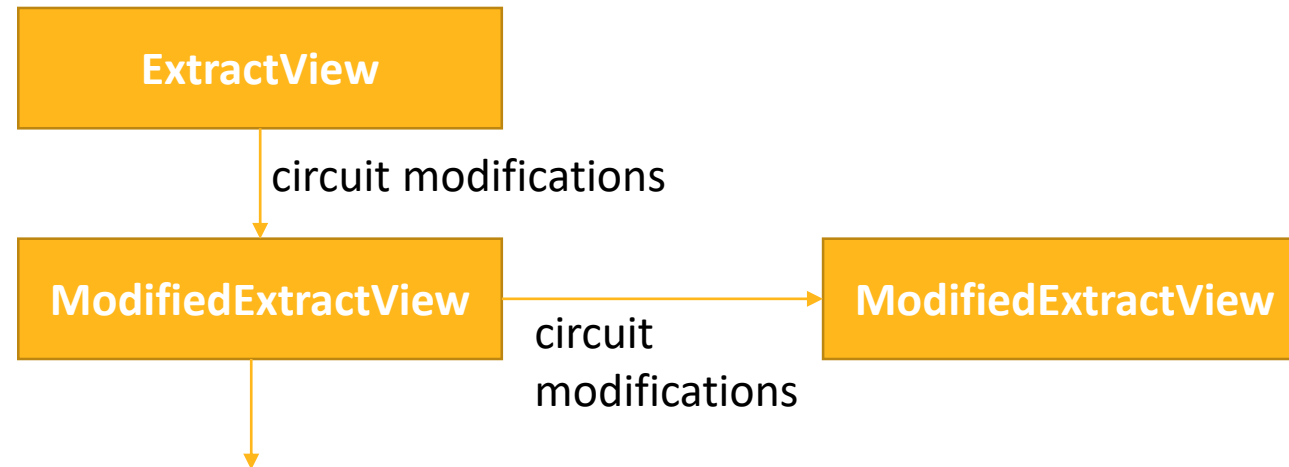 ExtractView
circuit modifications
ModifiedExtractView
ModifiedExtractView
circuit
modifications